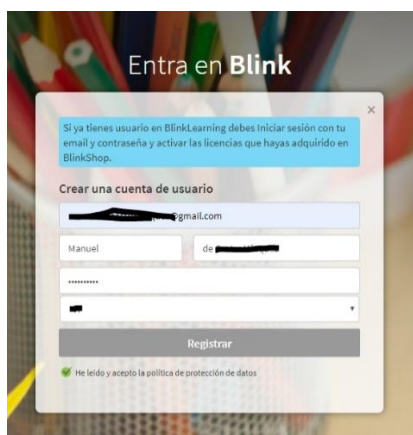 Entra en Blink
×
Si ya tienes usuario en BlinkLearning debes Iniciar sesión con tu
email y contraseña y activar las licencias que hayas adquirido en
BlinkShop.
Crear una cuenta de usuario
@gmail.com
Manuel de
Registrar
He leido y acepto la política de protección de datos